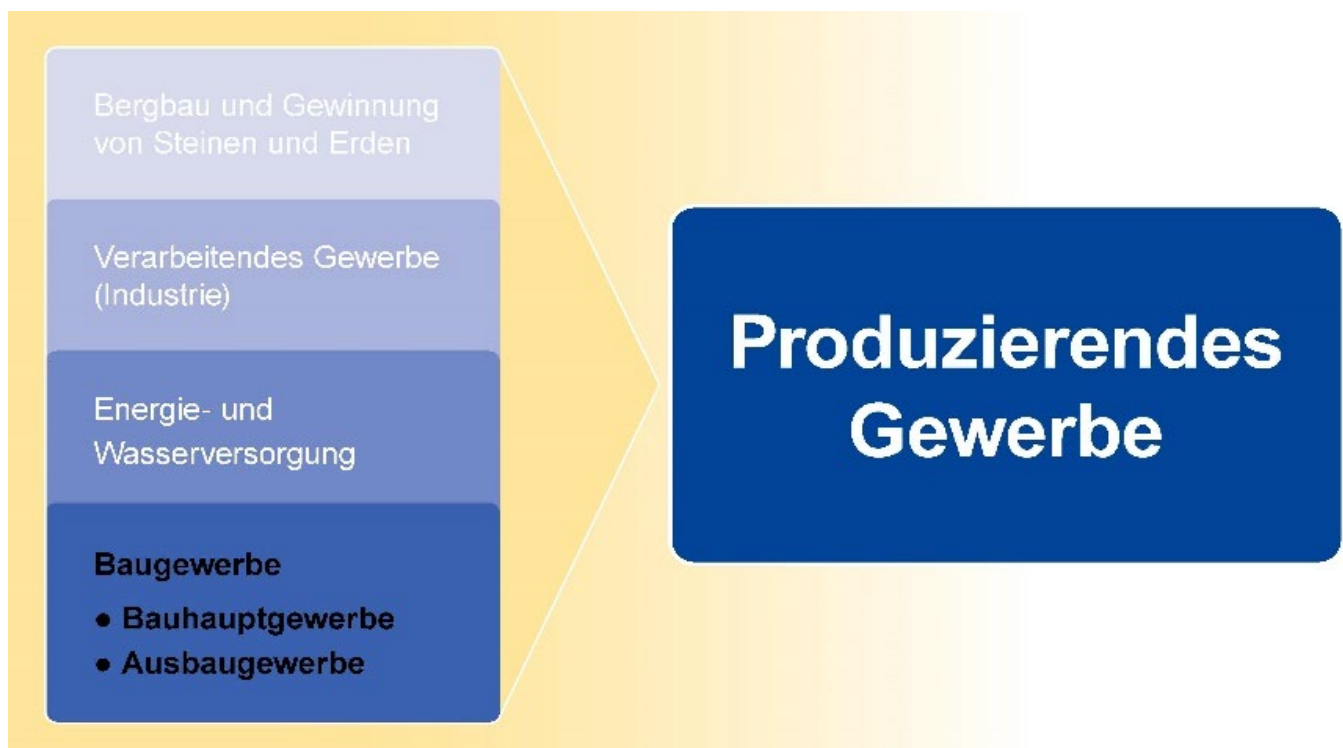 Bergbau und Gewinnung
von Steinen und Erden
Verarbeitendes Gewerbe
(Industrie)
Energie- und
Wasserversorgung
Baugewerbe
● Bauhauptgewerbe
● Ausbaugewerbe
Produzierendes
Gewerbe